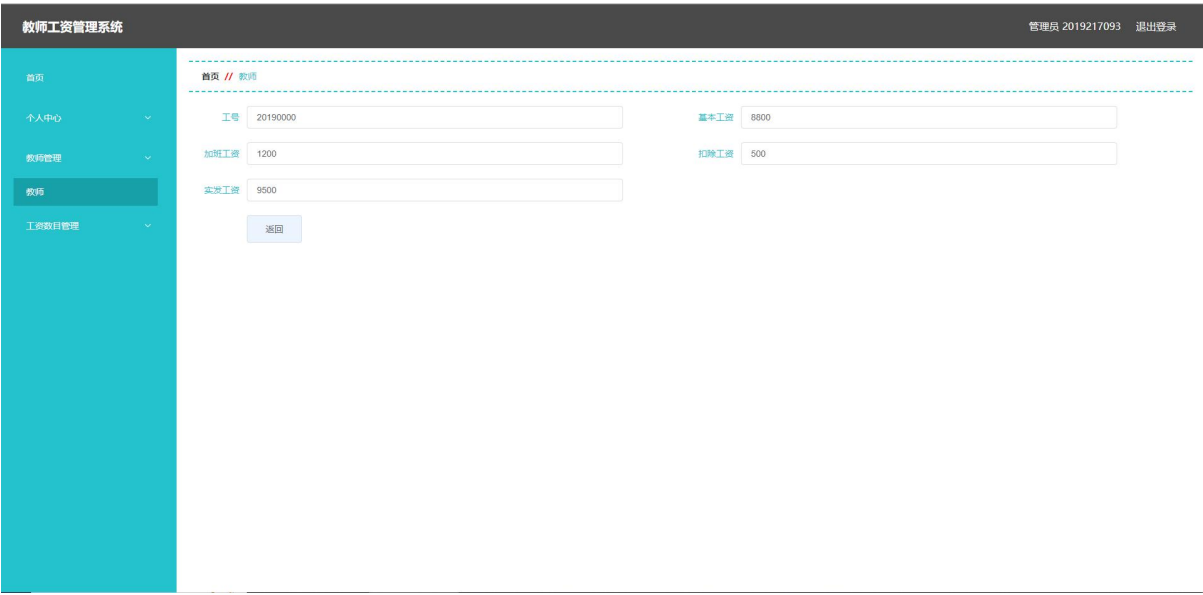 教师工资管理系统
管理员 2019217093 退出登录
首页
个人中心
教师管理
教师
工资数目管理
首页 // 教师
工号 20190000 基本工资 8800
加班工资 1200 扣除工资 500
实发工资 9500
返回